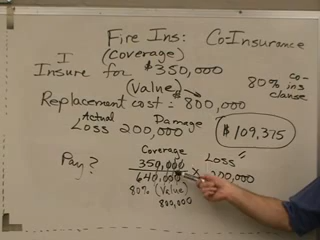 Fire Ins: Co-Insurance
I (Coverage)
Insure for $350,000
80% co-ins clause
(Value)
Replacement cost = 800,000
Actual Damage
Loss 200,000
$109,375
Pay?
Coverage
350,000 Loss
640,000 X 200,000
80% (Value)
800,000